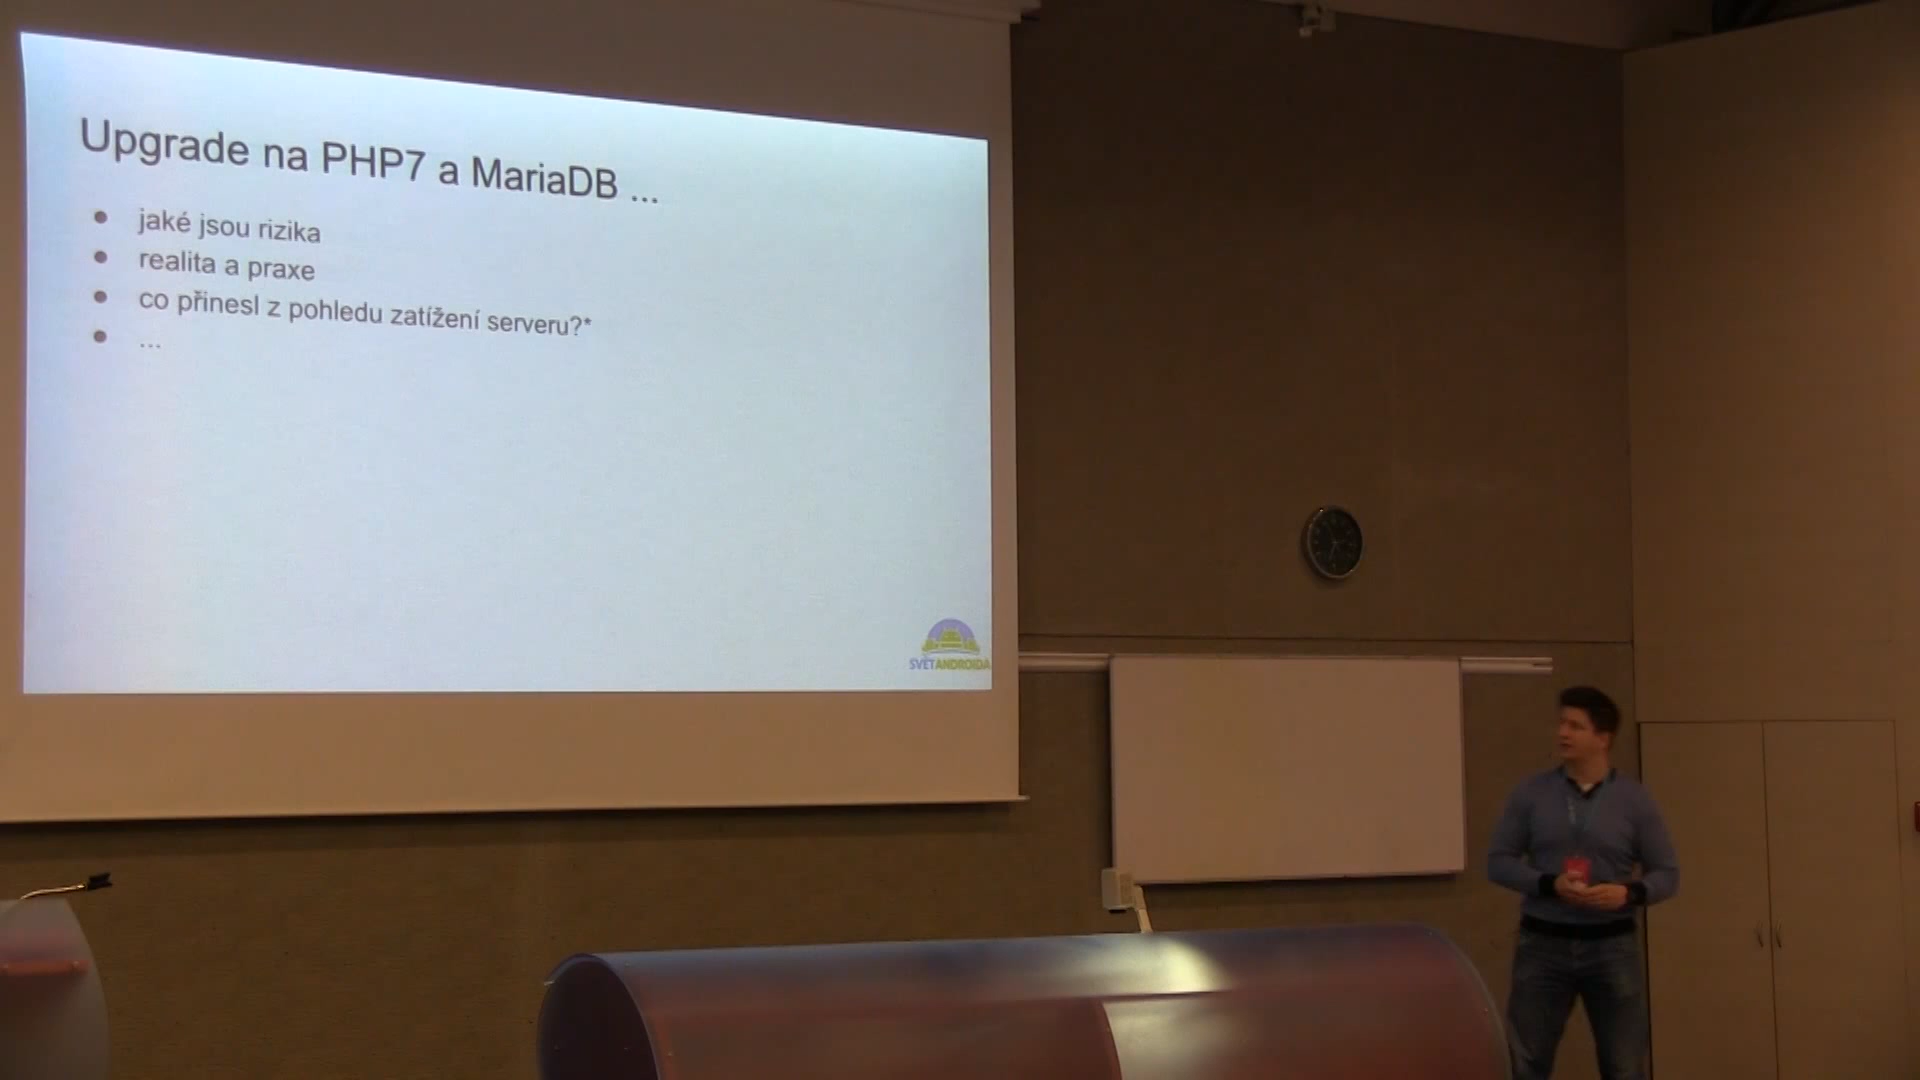 Upgrade na PHP7 a MariaDB ...
jaké jsou rizika
realita a praxe
co přinesl z pohledu zatížení serveru?*
...
SVĚTANDROIDA